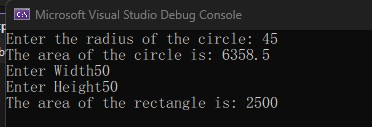 Microsoft Visual Studio Debug Console
Enter the radius of the circle: 45
The area of the circle is: 6358.5
Enter Width50
Enter Height50
The area of the rectangle is: 2500